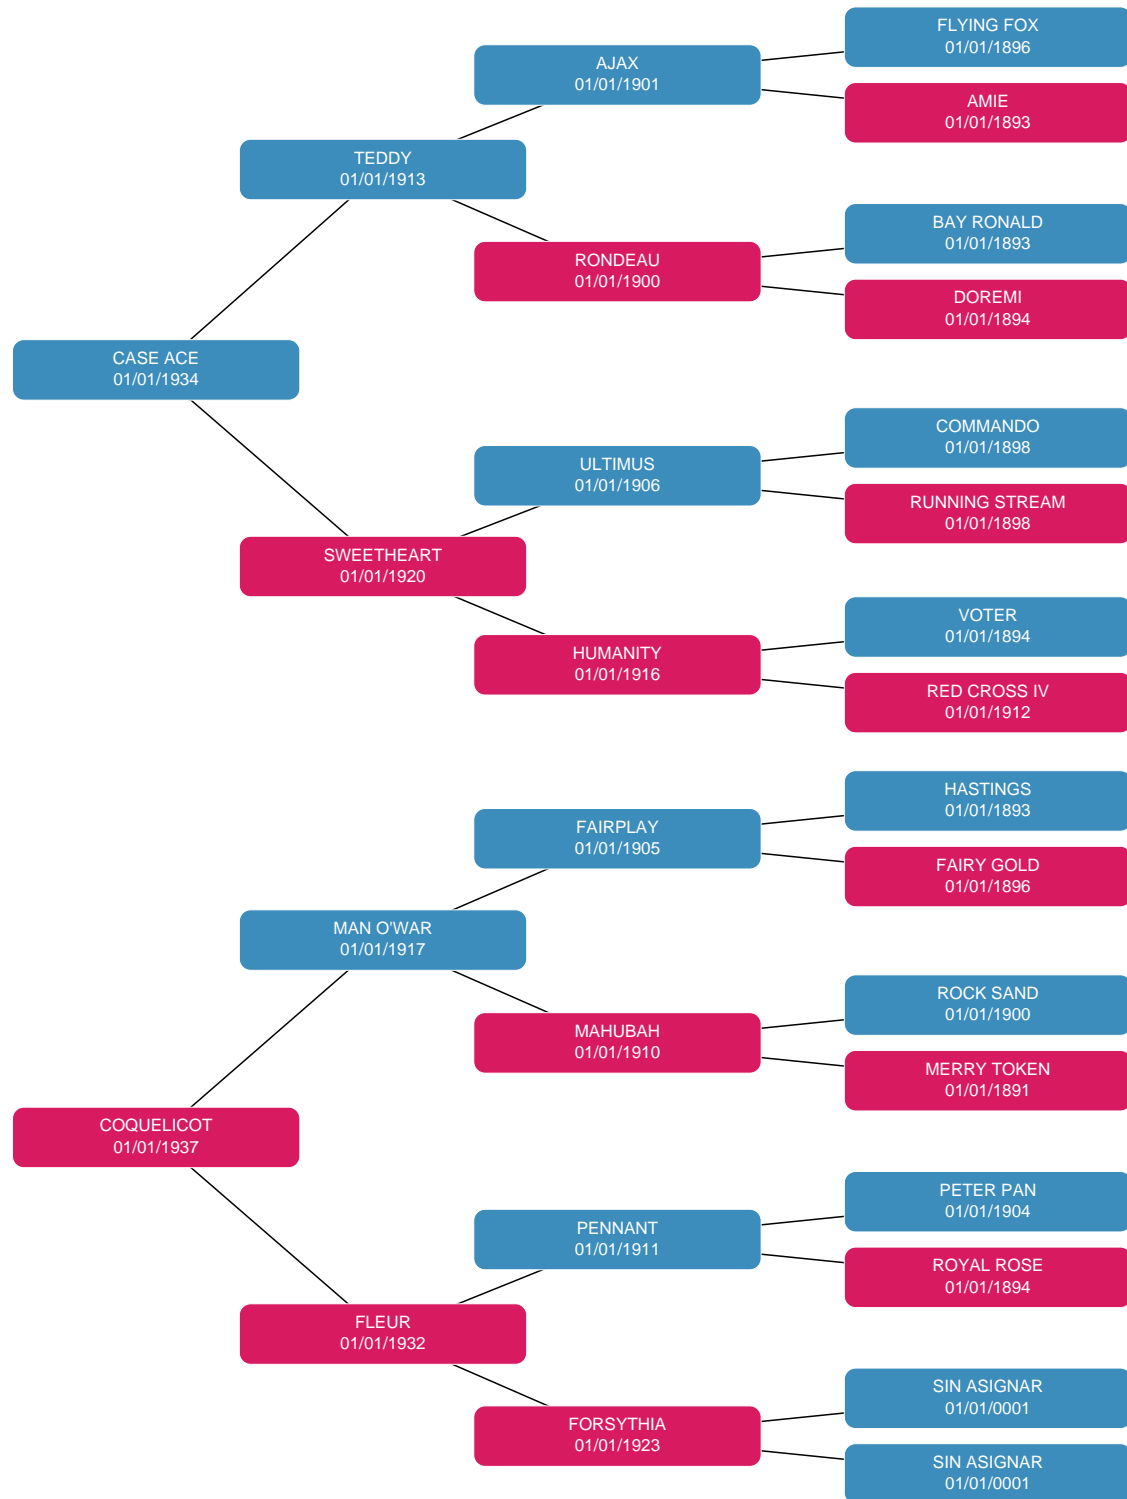 FLYING FOX
01/01/1896
AJAX
01/01/1901
AMIE
01/01/1893
TEDDY
01/01/1913
BAY RONALD
01/01/1893
RONDEAU
01/01/1900
DOREMI
01/01/1894
CASE ACE
01/01/1934
COMMANDO
01/01/1898
ULTIMUS
01/01/1906
RUNNING STREAM
01/01/1898
SWEETHEART
01/01/1920
VOTER
01/01/1894
HUMANITY
01/01/1916
RED CROSS IV
01/01/1912
HASTINGS
01/01/1893
FAIRPLAY
01/01/1905
FAIRY GOLD
01/01/1896
MAN O'WAR
01/01/1917
ROCK SAND
01/01/1900
MAHUBAH
01/01/1910
MERRY TOKEN
01/01/1891
COQUELICOT
01/01/1937
PETER PAN
01/01/1904
PENNANT
01/01/1911
ROYAL ROSE
01/01/1894
FLEUR
01/01/1932
SIN ASIGNAR
01/01/0001
FORSYTHIA
01/01/1923
SIN ASIGNAR
01/01/0001